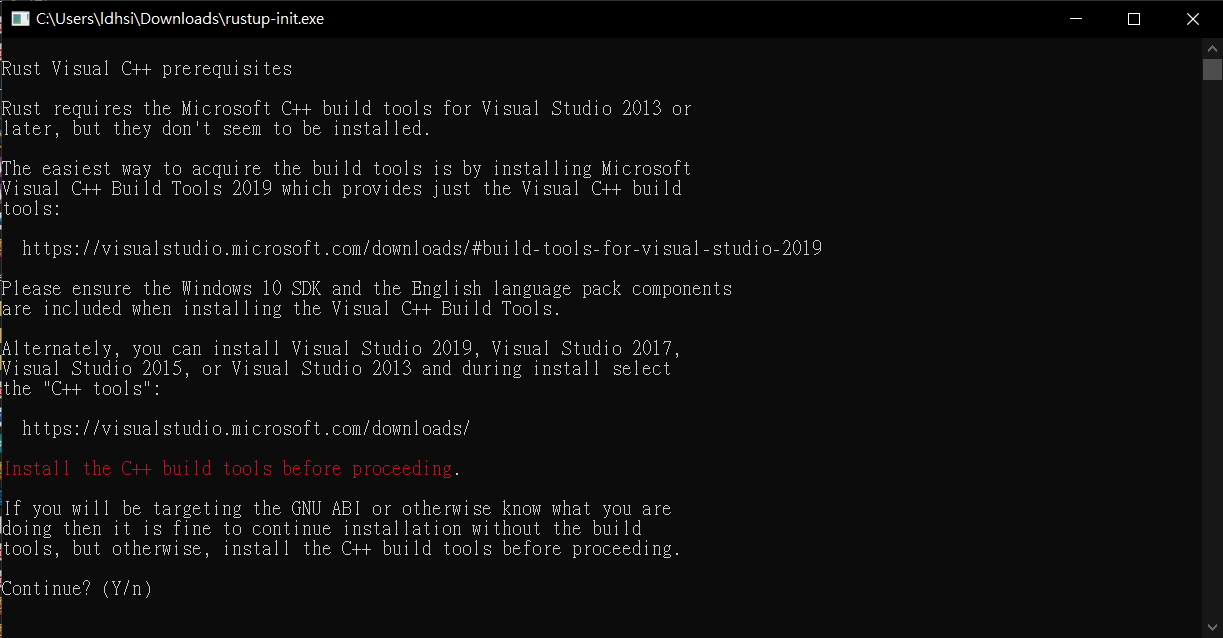 C:\Users\ldhsi\Downloads\rustup-init.exe
Rust Visual C++ prerequisites
Rust requires the Microsoft C++ build tools for Visual Studio 2013 or
later, but they don't seem to be installed.
The easiest way to acquire the build tools is by installing Microsoft
Visual C++ Build Tools 2019 which provides just the Visual C++ build
tools:
https://visualstudio.microsoft.com/downloads/#build-tools-for-visual-studio-2019
Please ensure the Windows 10 SDK and the English language pack components
are included when installing the Visual C++ Build Tools.
Alternately, you can install Visual Studio 2019, Visual Studio 2017,
Visual Studio 2015, or Visual Studio 2013 and during install select
the "C++ tools":
https://visualstudio.microsoft.com/downloads/
Install the C++ build tools before proceeding.
If you will be targeting the GNU ABI or otherwise know what you are
doing then it is fine to continue installation without the build
tools, but otherwise, install the C++ build tools before proceeding.
Continue? (Y/n)